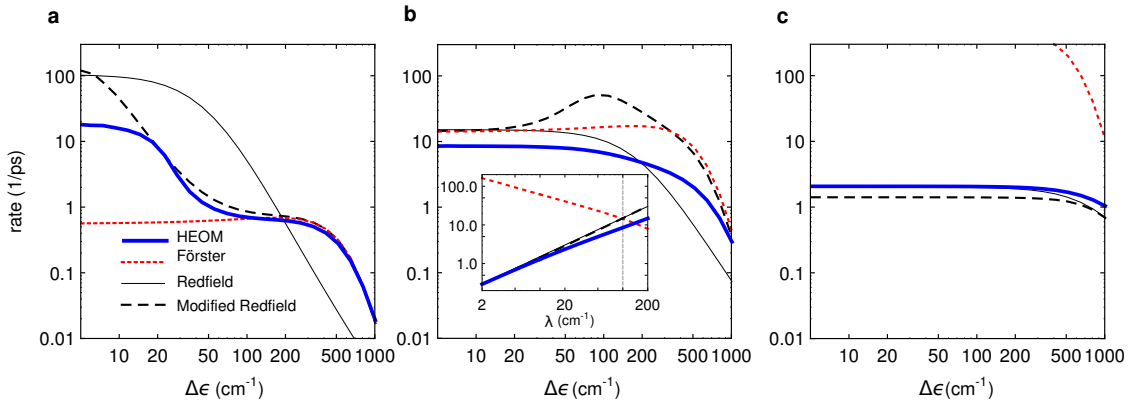 a
b
c
rate (1/ps)
100
10
1
0.1
0.01
HEOM
Förster
Redfield
Modified Redfield
10 20 50 100 200 500 1000
Δϵ (cm-1)
100
10
1
0.1
0.01
100.0
10.0
1.0
2 20 200
λ (cm-1)
10 20 50 100 200 500 1000
Δϵ (cm-1)
100
10
1
0.1
0.01
10 20 50 100 200 500 1000
Δϵ(cm-1)